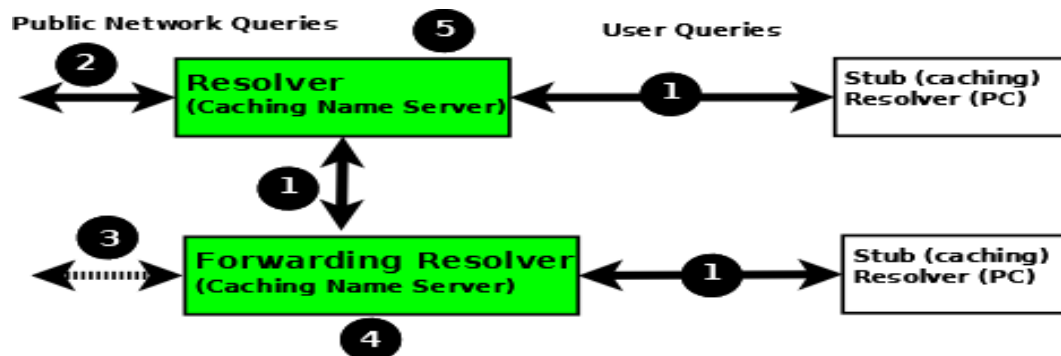 Public Network Queries
5
User Queries
2
Resolver
(Caching Name Server)
1
Stub (caching)
Resolver (PC)
1
3
Forwarding Resolver
(Caching Name Server)
1
Stub (caching)
Resolver (PC)
4